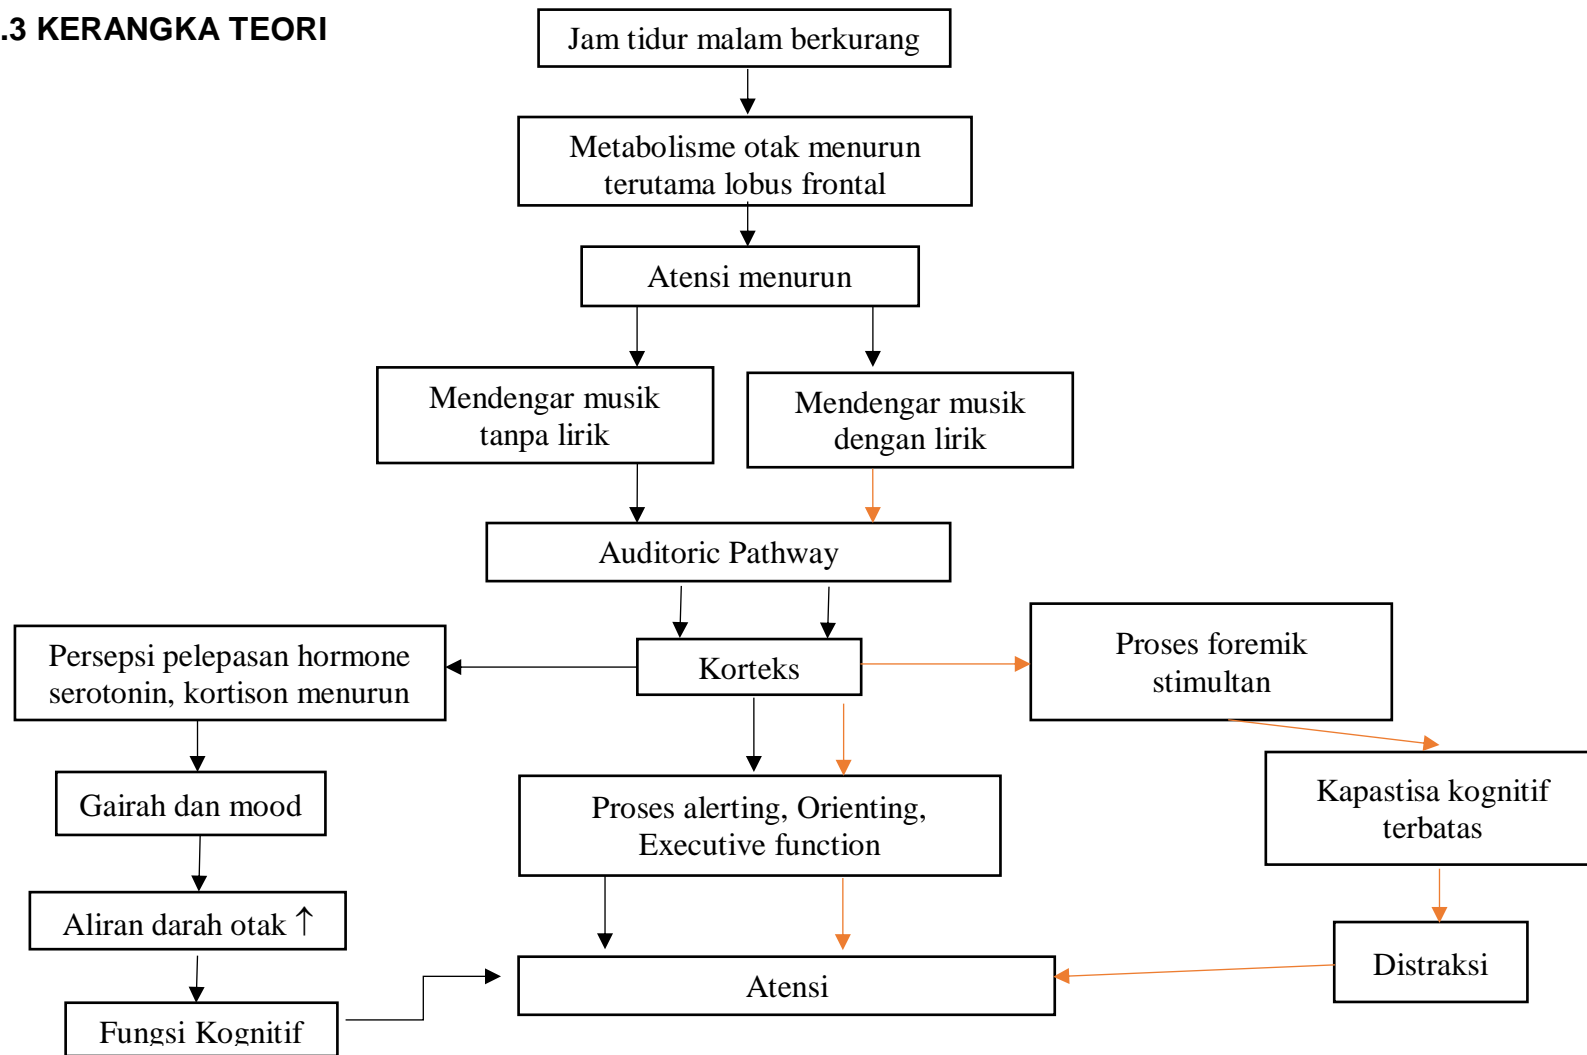 .3 KERANGKA TEORI
Jam tidur malam berkurang
Metabolisme otak menurun
terutama lobus frontal
Atensi menurun
Mendengar musik
tanpa lirik
Mendengar musik
dengan lirik
Auditoric Pathway
Persepsi pelepasan hormone
serotonin, kortison menurun
Korteks
Proses foremik
stimultan
Gairah dan mood
Proses alerting, Orienting,
Executive function
Kapastisa kognitif
terbatas
Aliran darah otak ↑
Atensi
Distraksi
Fungsi Kognitif